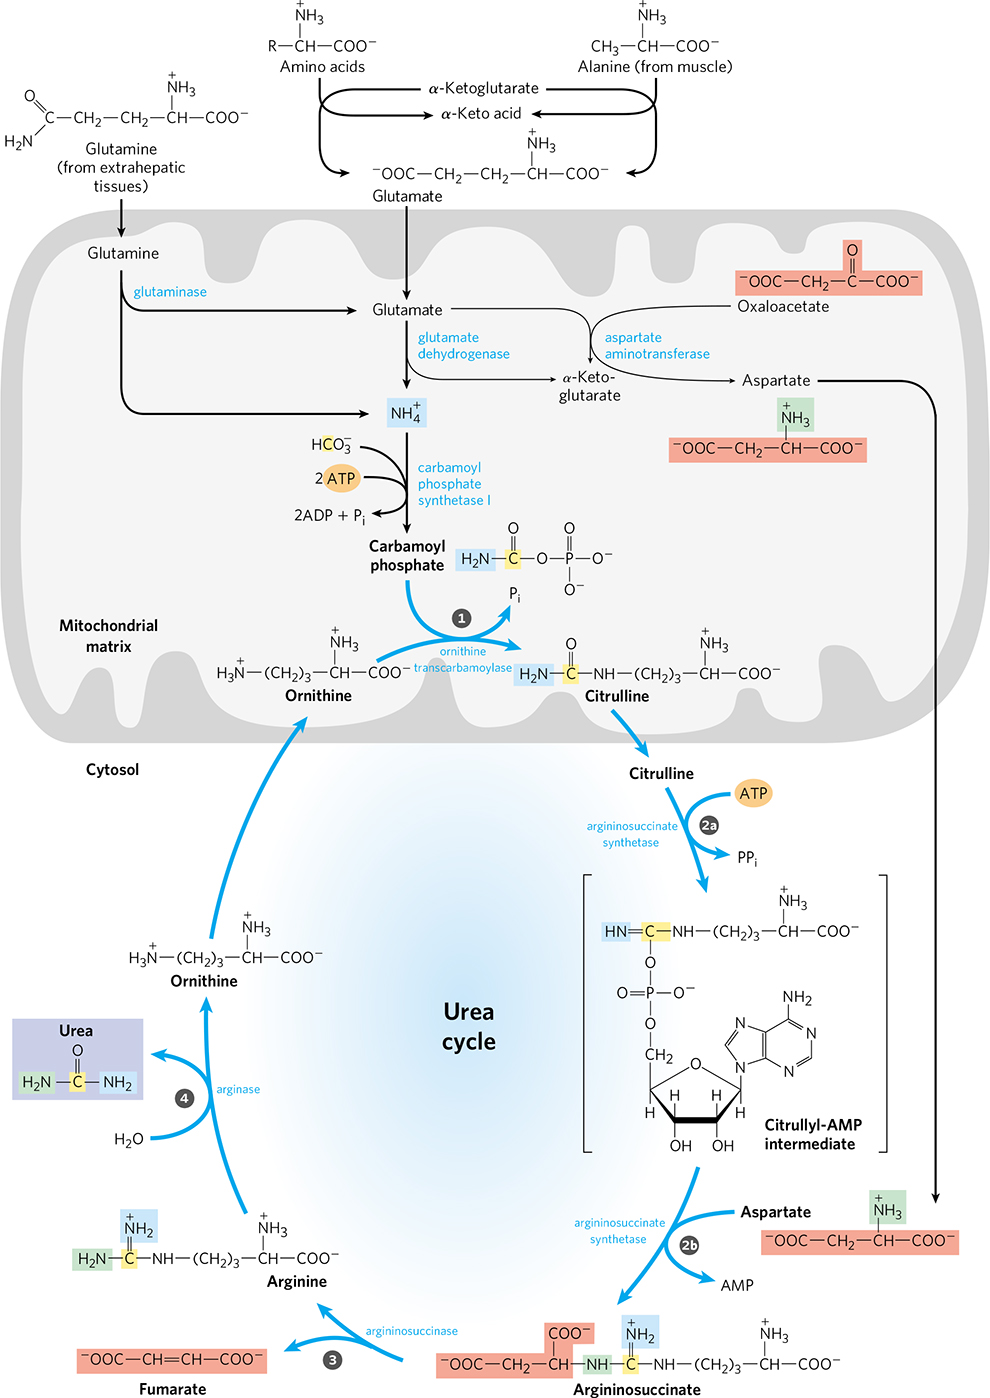 +
NH3
R—CH—COO−
Amino acids
+
NH3
CH3—CH—COO−
Alanine (from muscle)
α-Ketoglutarate
α-Keto acid
O
+
NH3
C—CH2—CH2—CH—COO−
H2N
Glutamine
(from extrahepatic
tissues)
+
NH3
−OOC—CH2—CH2—CH—COO−
Glutamate
Glutamine
glutaminase
Glutamate
O
−OOC—CH2—C—COO−
Oxaloacetate
glutamate
dehydrogenase
aspartate
aminotransferase
α-Keto-
glutarate
Aspartate
+
NH3
−OOC—CH2—CH—COO−
NH4+
HCO3−
2 ATP
2ADP + Pi
carbamoyl
phosphate
synthetase I
Carbamoyl
phosphate
O O
H2N—C—O—P—O−
O−
Pi
1
ornithine
transcarbamoylase
Mitochondrial
matrix
+
NH3
+
H3N—(CH2)3—CH—COO−
Ornithine
O
+
NH3
H2N—C—NH—(CH2)3—CH—COO−
Citrulline
Cytosol
Citrulline
ATP
argininosuccinate
synthetase
2a
PPi
+
NH3
HN=C—NH—(CH2)3—CH—COO−
O
O=P—O−
O
CH2
NH2
N
N
N
N
O
H H
H H
OH OH
Citrullyl-AMP
intermediate
Urea
cycle
+
NH3
+
H3N—(CH2)3—CH—COO−
Ornithine
Urea
O
H2N—C—NH2
4
arginase
H2O
+
NH2
+
NH3
H2N—C—NH—(CH2)3—CH—COO−
Arginine
argininosuccinate
synthetase
2b
Aspartate
+
NH3
−OOC—CH2—CH—COO−
AMP
argininosuccinase
3
−OOC—CH=CH—COO−
Fumarate
COO−
+
NH2
+
NH3
−OOC—CH2—CH—NH—C—NH—(CH2)3—CH—COO−
Argininosuccinate